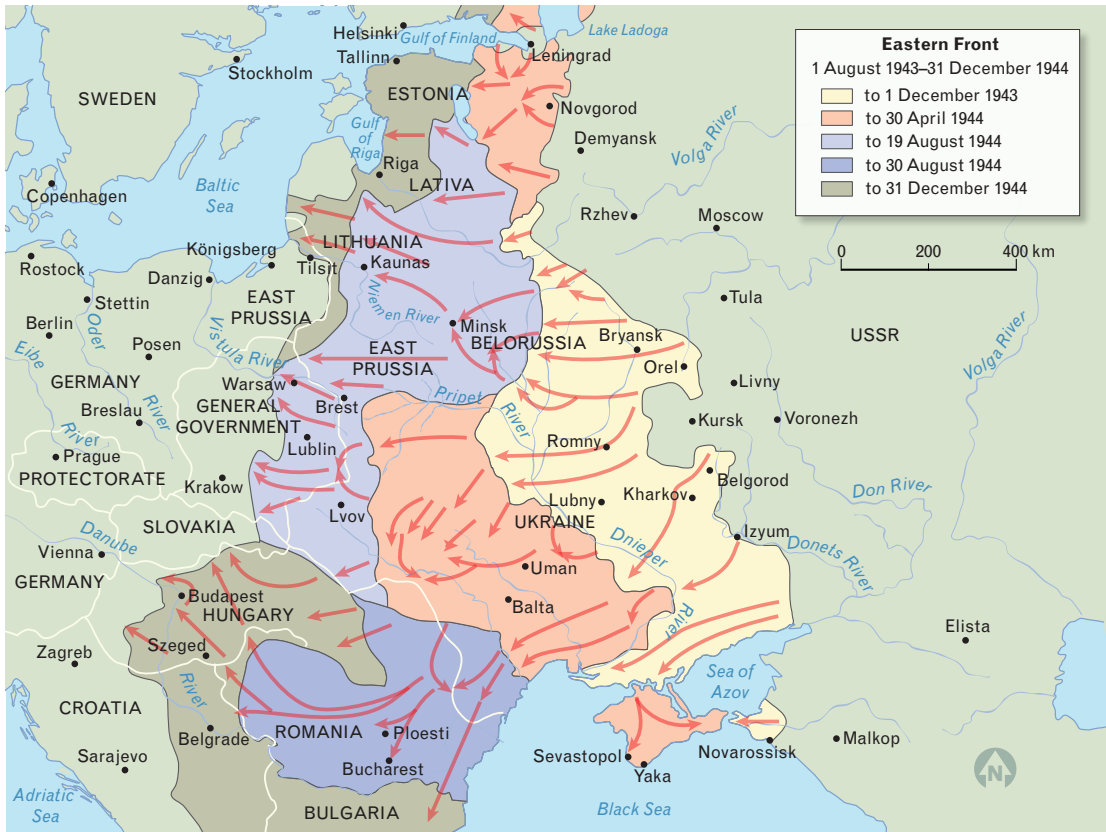 Eastern Front
1 August 1943–31 December 1944
to 1 December 1943
to 30 April 1944
to 19 August 1944
to 30 August 1944
to 31 December 1944
0 200 400 km
Helsinki
Gulf of Finland
Lake Ladoga
Tallinn
Leningrad
Stockholm
SWEDEN
ESTONIA
Novgorod
Gulf
of
Riga
Demyansk
Volga River
Riga
LATIVA
Copenhagen
Baltic
Sea
Rzhev
Moscow
Königsberg
LITHUANIA
Rostock
Danzig
Tilsit
Kaunas
Stettin
EAST
PRUSSIA
Niemen River
Tula
Berlin
Oder
River
Vistula River
Minsk
BELORUSSIA
Bryansk
USSR
Volga River
Elbe
River
Posen
EAST
PRUSSIA
Orel
GERMANY
Warsaw
Livny
Breslau
GENERAL
GOVERNMENT
Brest
Pripet
River
Kursk
Voronezh
Prague
Lublin
Romny
PROTECTORATE
Krakow
Belgorod
Lvov
Lubny
Kharkov
Don River
SLOVAKIA
UKRAINE
Izyum
Danube
River
Vienna
Dnieper
River
Donets River
GERMANY
Uman
Budapest
Balta
HUNGARY
Elista
Zagreb
Szeged
Sea of
Azov
CROATIA
Belgrade
ROMANIA
Ploesti
Sevastopol
Novarossisk
Malkop
Sarajevo
Bucharest
Yaka
Adriatic
Sea
BULGARIA
Black Sea
N